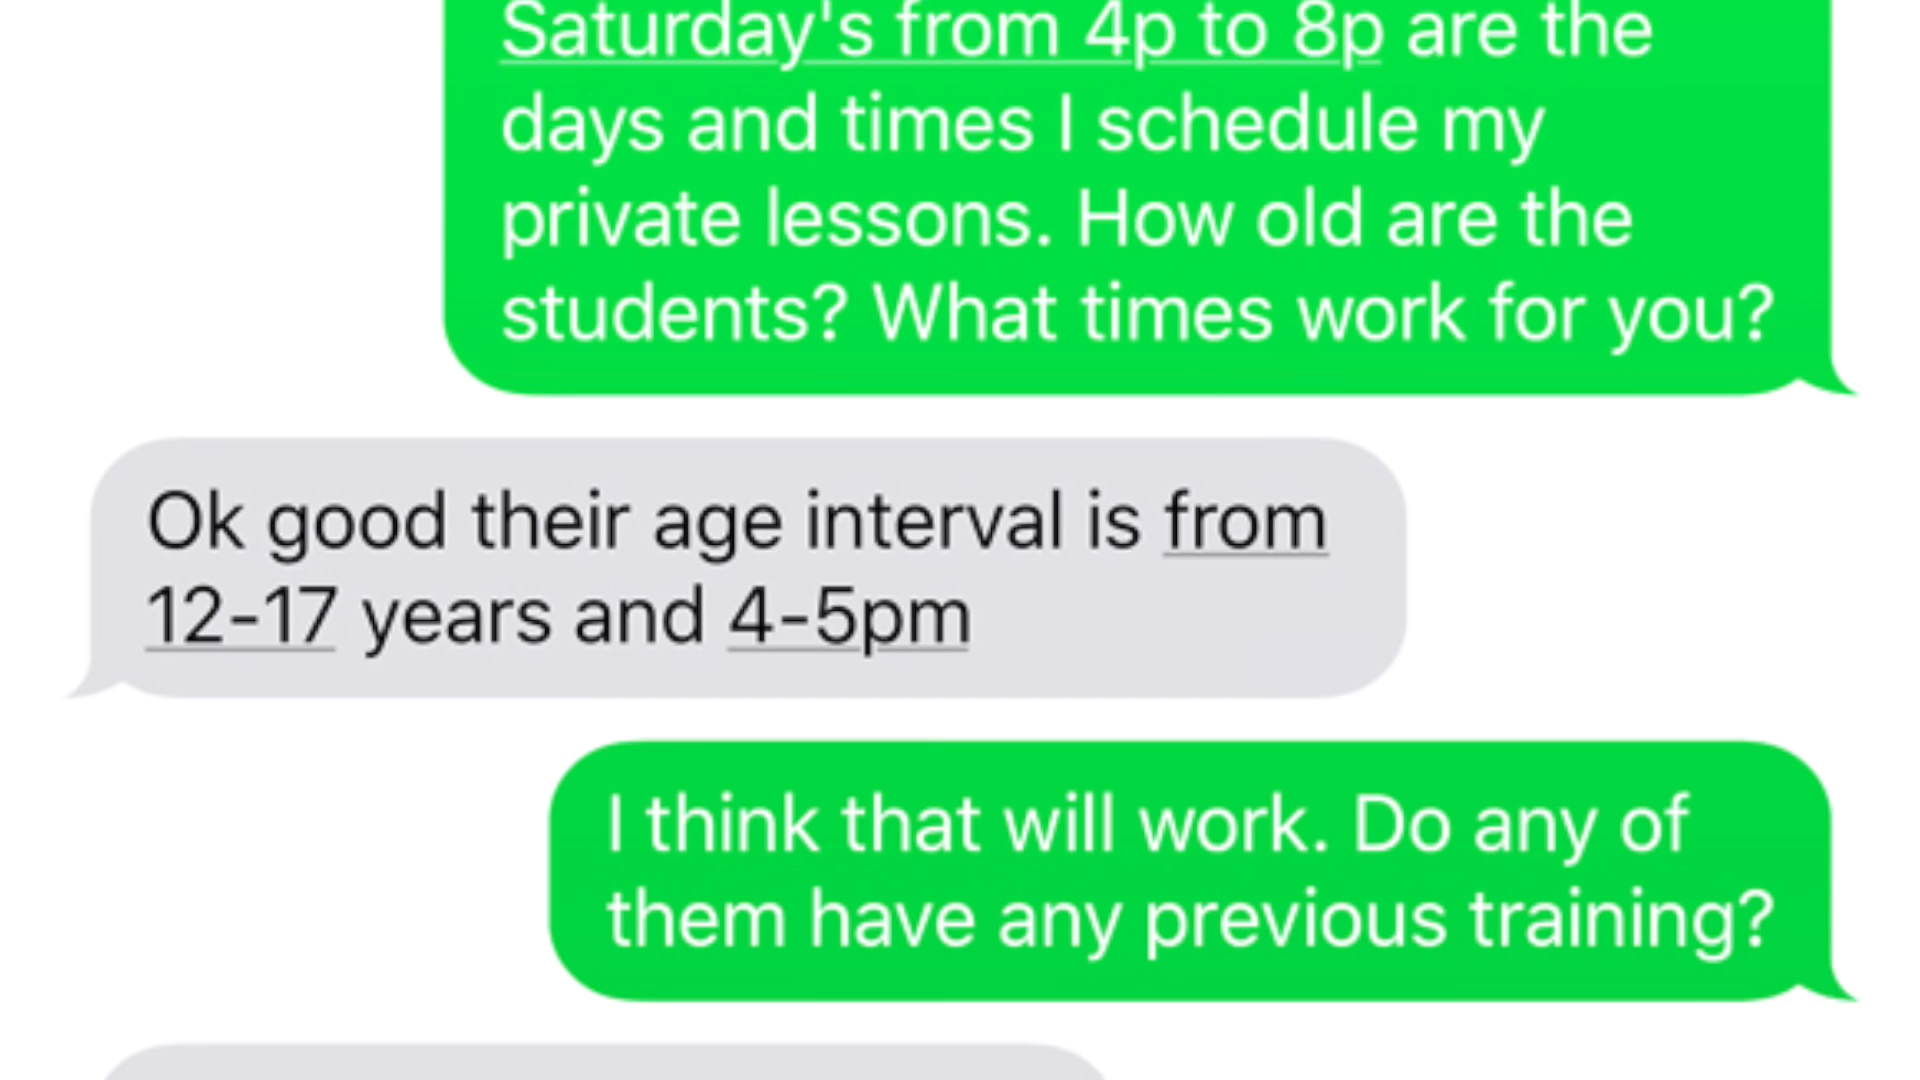 Saturday's from 4p to 8p are the
days and times I schedule my
private lessons. How old are the
students? What times work for you?
Ok good their age interval is from
12-17 years and 4-5pm
I think that will work. Do any of
them have any previous training?